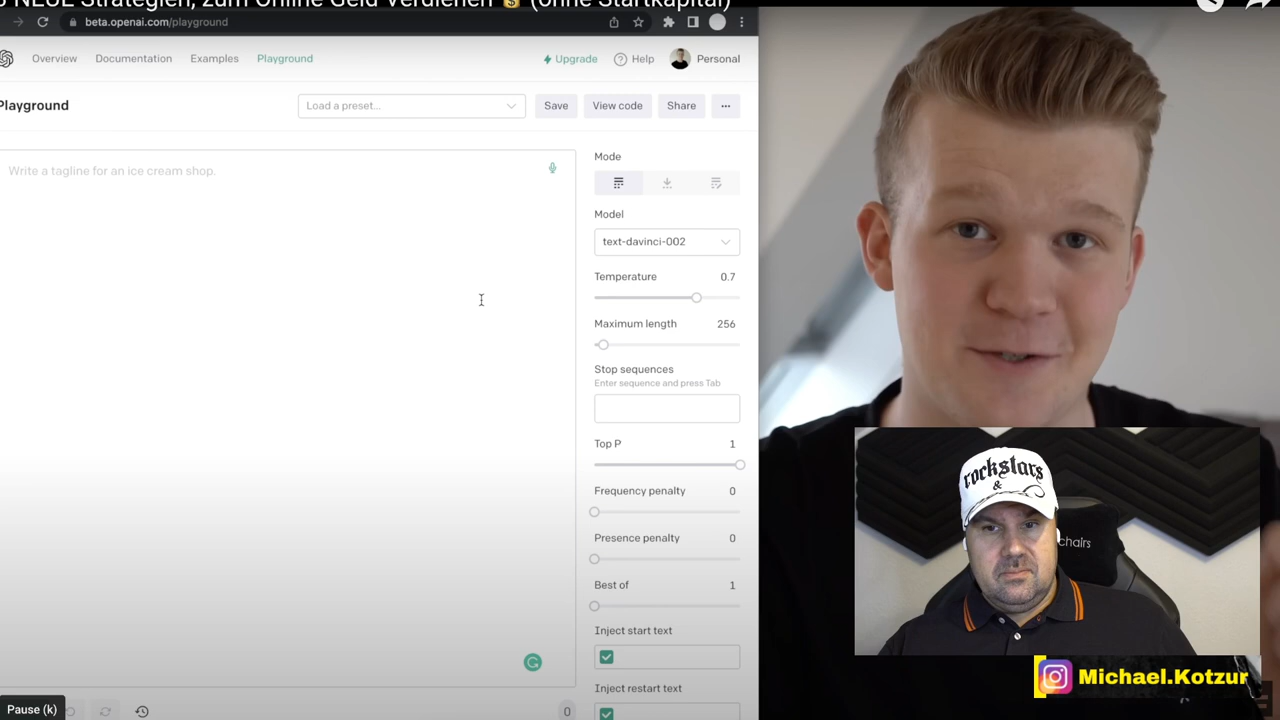 NEUE Strategien, zum Online Geld verdienen 💰 (ohne Startkapital)
beta.openai.com/playground
Overview
Documentation
Examples
Playground
Upgrade
Help
Personal
Playground
Load a preset...
Save
View code
Share
...
Write a tagline for an ice cream shop.
Mode
Model
text-davinci-002
Temperature 0.7
Maximum length 256
Stop sequences
Enter sequence and press Tab
Top P 1
Frequency penalty 0
Presence penalty 0
Best of 1
Inject start text
Inject restart text
Pause (k)
0
rockstars
&
chairs
Michael.Kotzur